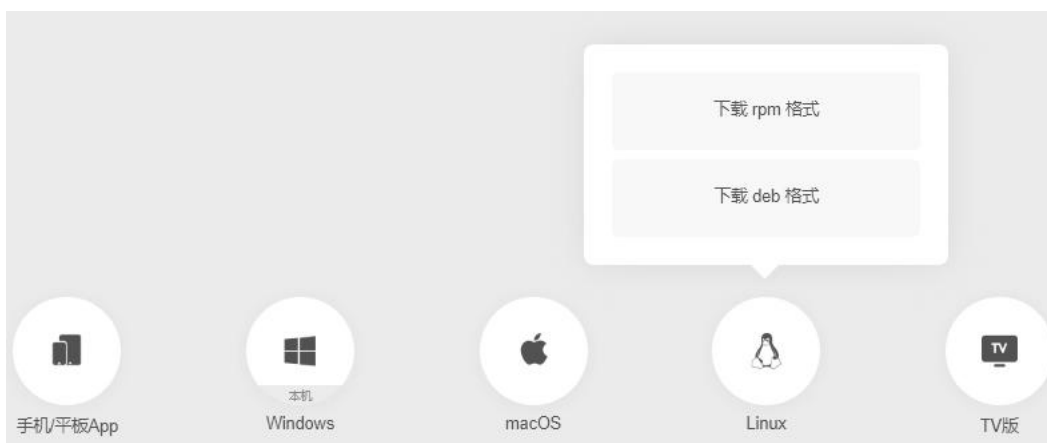 下载 rpm 格式
下载 deb 格式
TV
本机
手机/平板App
Windows
macOS
Linux
TV版